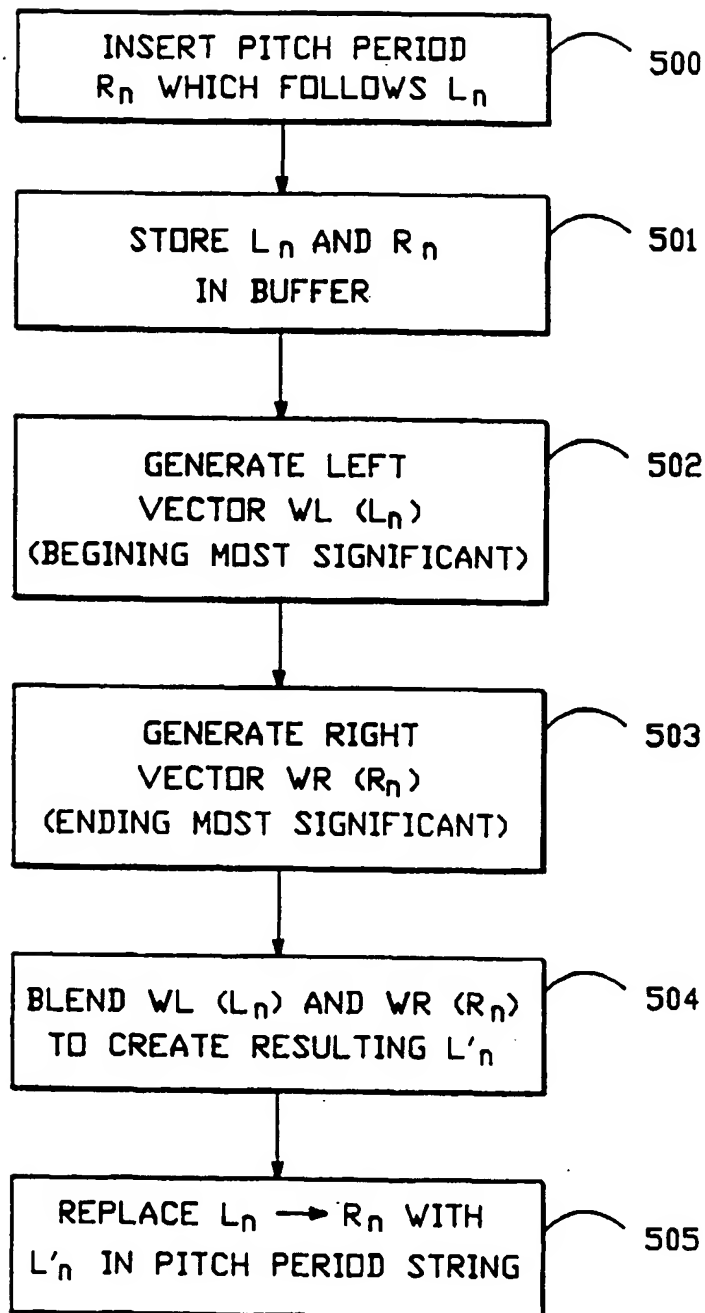 INSERT PITCH PERIOD
Rn WHICH FOLLOWS Ln
500
STORE Ln AND Rn
IN BUFFER
501
GENERATE LEFT
VECTOR WL (Ln)
(BEGINING MOST SIGNIFICANT)
502
GENERATE RIGHT
VECTOR WR (Rn)
(ENDING MOST SIGNIFICANT)
503
BLEND WL (Ln) AND WR (Rn)
TO CREATE RESULTING L'n
504
REPLACE Ln → Rn WITH
L'n IN PITCH PERIOD STRING
505